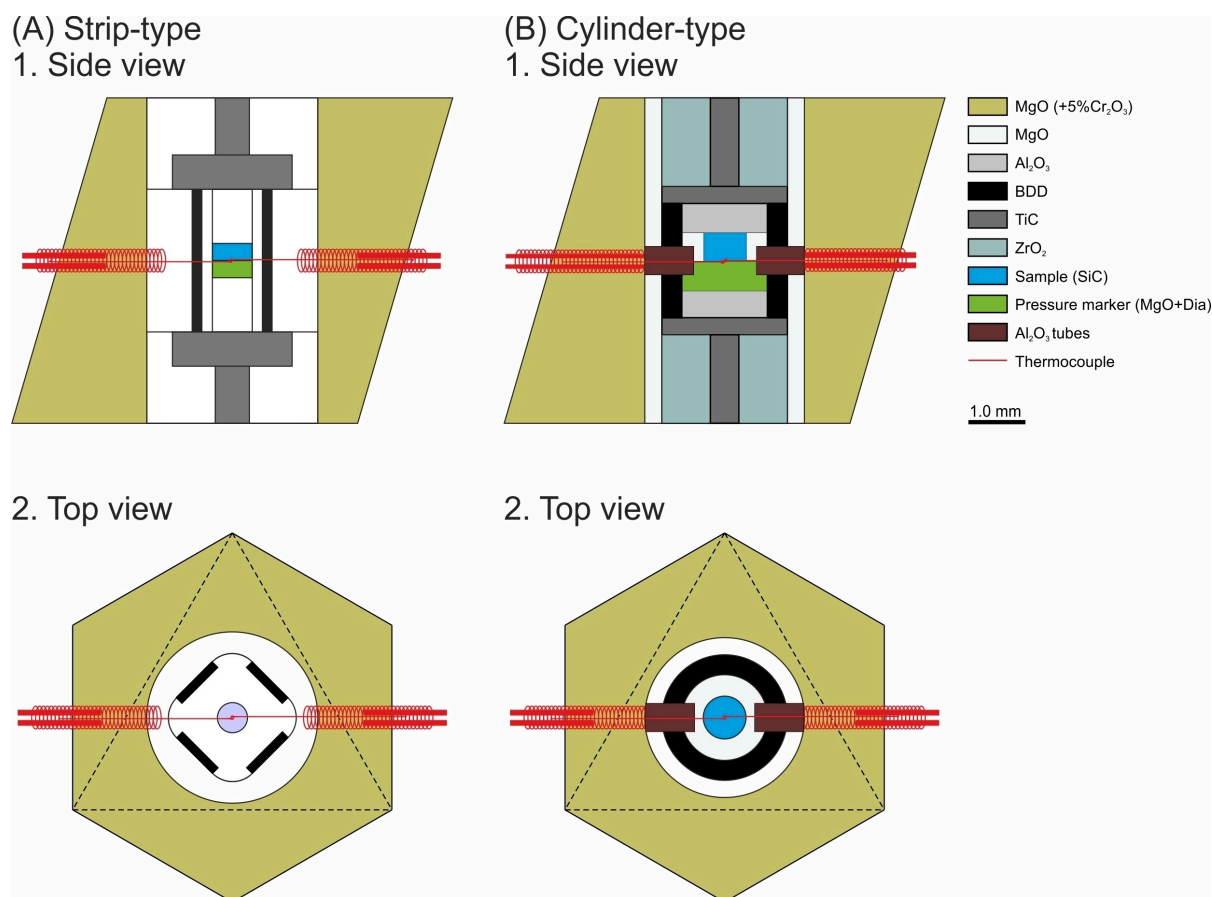 (A) Strip-type
1. Side view
(B) Cylinder-type
1. Side view
MgO (+5%Cr₂O₃)
MgO
Al₂O₃
BDD
TiC
ZrO₂
Sample (SiC)
Pressure marker (MgO+Dia)
Al₂O₃ tubes
Thermocouple
1.0 mm
2. Top view
2. Top view